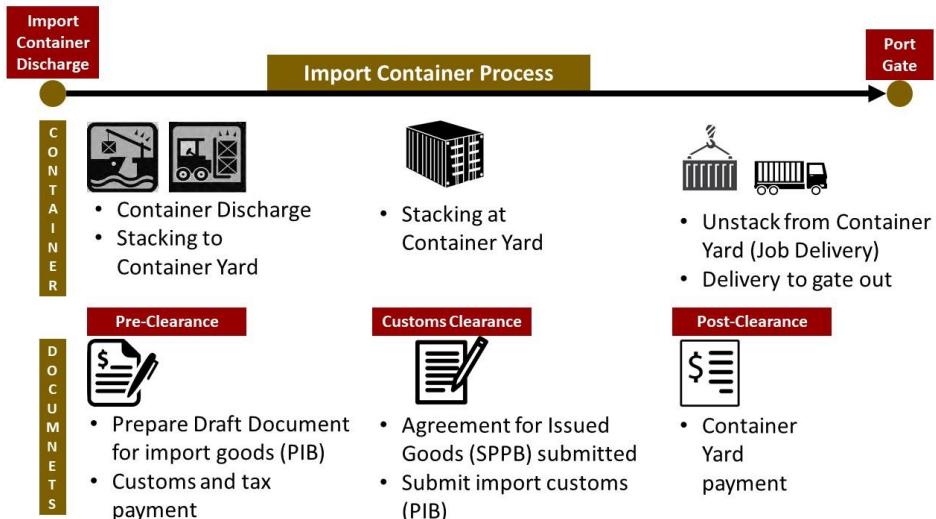 Import
Container
Discharge
Import Container Process
Port
Gate
C
O
N
T
A
I
N
E
R
• Container Discharge
• Stacking to
Container Yard
• Stacking at
Container Yard
• Unstack from Container
Yard (Job Delivery)
• Delivery to gate out
Pre-Clearance
Customs Clearance
Post-Clearance
D
O
C
U
M
N
E
T
S
$
• Prepare Draft Document
for import goods (PIB)
• Customs and tax
payment
• Agreement for Issued
Goods (SPPB) submitted
• Submit import customs
(PIB)
$
• Container
Yard
payment